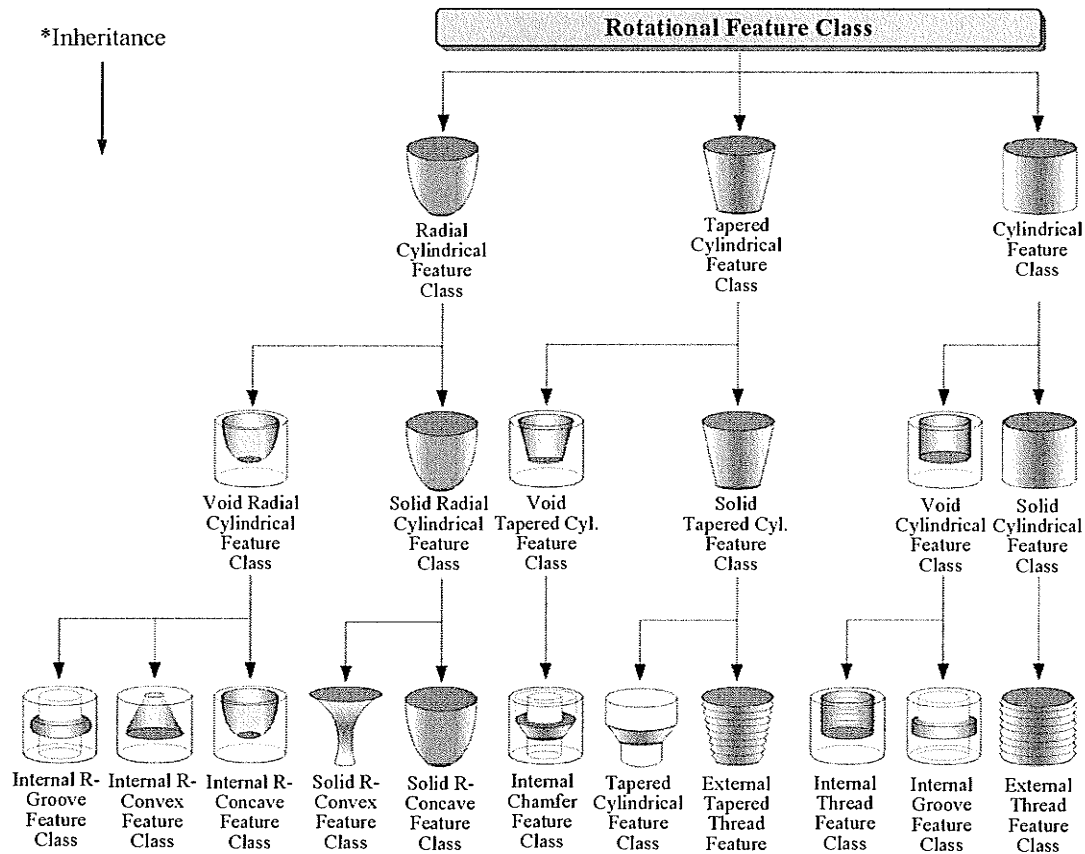 *Inheritance
Rotational Feature Class
Radial
Cylindrical
Feature
Class
Tapered
Cylindrical
Feature
Class
Cylindrical
Feature
Class
Void Radial
Cylindrical
Feature
Class
Solid Radial
Cylindrical
Feature
Class
Void
Tapered Cyl.
Feature
Class
Solid
Tapered Cyl.
Feature
Class
Void
Cylindrical
Feature
Class
Solid
Cylindrical
Feature
Class
Internal R-
Groove
Feature
Class
Internal R-
Convex
Feature
Class
Internal R-
Concave
Feature
Class
Solid R-
Convex
Feature
Class
Solid R-
Concave
Feature
Class
Internal
Chamfer
Feature
Class
Tapered
Cylindrical
Feature
Class
External
Tapered
Thread
Feature
Internal
Thread
Feature
Class
Internal
Groove
Feature
Class
External
Thread
Feature
Class